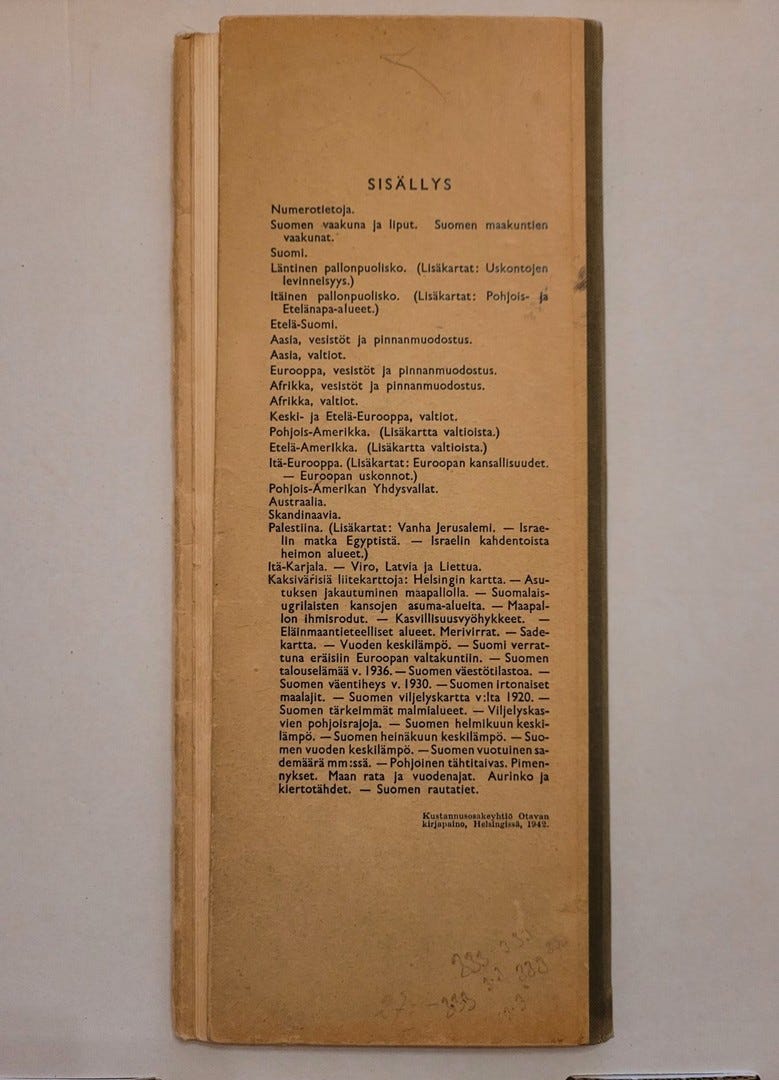 SISÄLLYS
Numerotietoja.
Suomen vaakuna ja liput. Suomen maakuntien
vaakunat.
Suomi.
Läntinen pallonpuolisko. (Lisäkartat: Uskontojen
levinneisyys.)
Itäinen pallonpuolisko. (Lisäkartat: Pohjois- ja
Etelänapa-alueet.)
Etelä-Suomi.
Aasia, vesistöt ja pinnanmuodostus.
Aasia, valtiot.
Eurooppa, vesistöt ja pinnanmuodostus.
Afrikka, vesistöt ja pinnanmuodostus.
Afrikka, valtiot.
Keski- ja Etelä-Eurooppa, valtiot.
Pohjois-Amerikka. (Lisäkartta valtioista.)
Etelä-Amerikka. (Lisäkartta valtioista.)
Itä-Eurooppa. (Lisäkartat: Euroopan kansallisuudet.
— Euroopan uskonnot.)
Pohjois-Amerikan Yhdysvallat.
Austraalia.
Skandinaavia.
Palestiina. (Lisäkartat: Vanha Jerusalemi. — Israe-
lin matka Egyptistä. — Israelin kahdentoista
heimon alueet.)
Itä-Karjala. — Viro, Latvia ja Liettua.
Kaksivärisiä liitekarttoja: Helsingin kartta. — Asu-
tuksen jakautuminen maapallolla. — Suomalais-
ugrilaisten kansojen asuma-alueita. — Maapal-
lon ihmisrodut. — Kasvillisuusvyöhykkeet. —
Eläinmaantieteelliset alueet. Merivirrat. — Sade-
kartta. — Vuoden keskilämpö. — Suomi verrat-
tuna eräisiin Euroopan valtakuntiin. — Suomen
talouselämää v. 1936. — Suomen väestötilastoa. —
Suomen väentiheys v. 1930. — Suomen irtonaiset
maalajit. — Suomen viljelyskartta v:lta 1920. —
Suomen tärkeimmät malmialueet. — Viljelyskas-
vien pohjoisrajoja. — Suomen helmikuun keski-
lämpö. — Suomen heinäkuun keskilämpö. — Suo-
men vuoden keskilämpö. — Suomen vuotuinen sa-
demäärä mm:ssä. — Pohjoinen tähtitaivas. Pimen-
nykset. Maan rata ja vuodenajat. Aurinko ja
kiertotähdet. — Suomen rautatiet.
Kustannusosakeyhtiö Otavan
kirjapaino, Helsingissä, 1942.